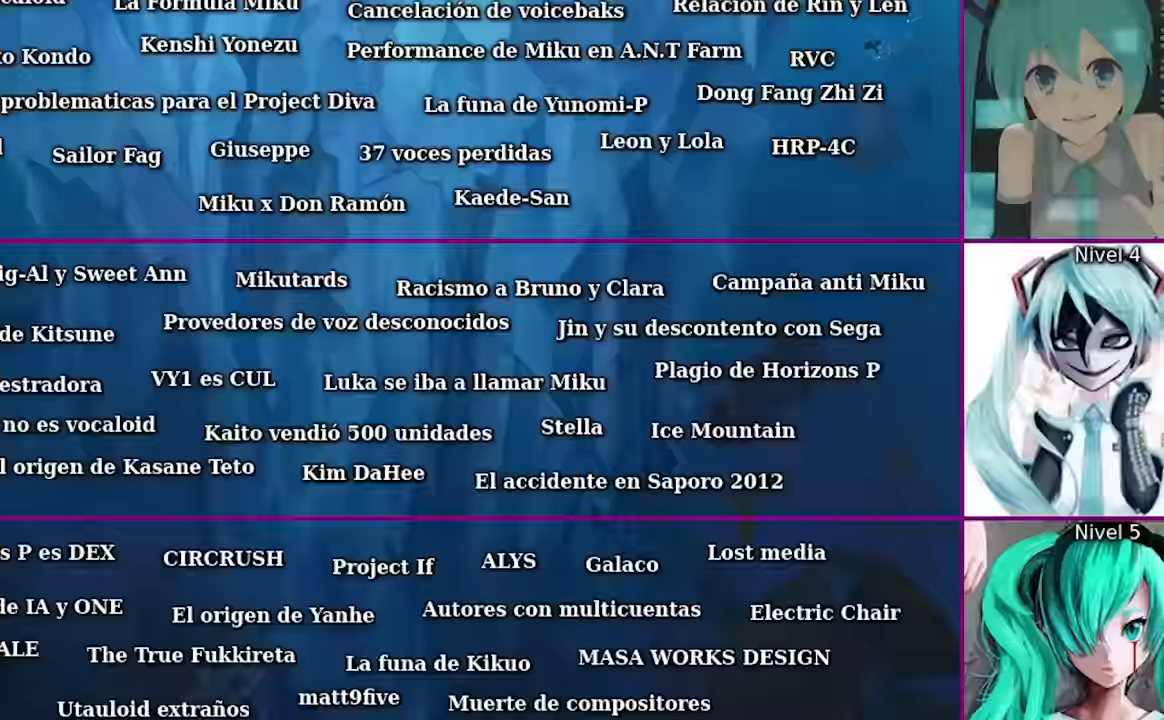 La Formula Miku Cancelación de voicebaks Relación de Rin y Len
Kondo Kenshi Yonezu Performance de Miku en A.N.T Farm RVC
problematicas para el Project Diva La funa de Yunomi-P Dong Fang Zhi Zi
Sailor Fag Giuseppe 37 voces perdidas Leon y Lola HRP-4C
Miku x Don Ramón Kaede-San
ig-Al y Sweet Ann Mikutards Racismo a Bruno y Clara Campaña anti Miku Nivel 4
de Kitsune Provedores de voz desconocidos Jin y su descontento con Sega
estradora VY1 es CUL Luka se iba a llamar Miku Plagio de Horizons P
no es vocaloid Kaito vendió 500 unidades Stella Ice Mountain
l origen de Kasane Teto Kim DaHee El accidente en Saporo 2012
s P es DEX CIRCRUSH Project If ALYS Galaco Lost media Nivel 5
de IA y ONE El origen de Yanhe Autores con multicuentas Electric Chair
ALE The True Fukkireta La funa de Kikuo MASA WORKS DESIGN
Utauloid extraños matt9five Muerte de compositores